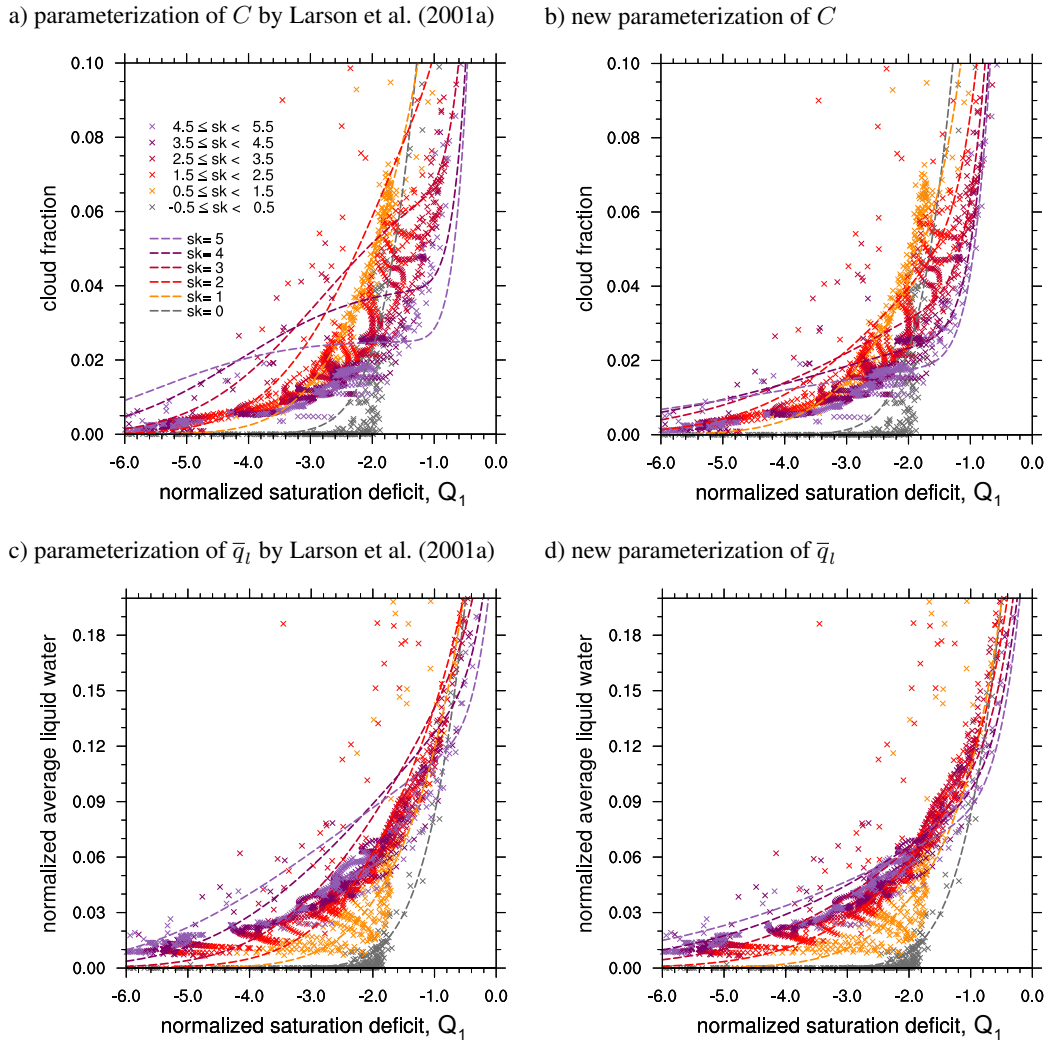 a) parameterization of C by Larson et al. (2001a)
b) new parameterization of C
0.10
0.08
0.06
0.04
0.02
0.00
cloud fraction
4.5 ≤ sk < 5.5
3.5 ≤ sk < 4.5
2.5 ≤ sk < 3.5
1.5 ≤ sk < 2.5
0.5 ≤ sk < 1.5
-0.5 ≤ sk < 0.5
sk= 5
sk= 4
sk= 3
sk= 2
sk= 1
sk= 0
-6.0 -5.0 -4.0 -3.0 -2.0 -1.0 0.0
normalized saturation deficit, Q₁
0.10
0.08
0.06
0.04
0.02
0.00
cloud fraction
-6.0 -5.0 -4.0 -3.0 -2.0 -1.0 0.0
normalized saturation deficit, Q₁
c) parameterization of q̅ₗ by Larson et al. (2001a)
d) new parameterization of q̅ₗ
0.18
0.15
0.12
0.09
0.06
0.03
0.00
normalized average liquid water
-6.0 -5.0 -4.0 -3.0 -2.0 -1.0 0.0
normalized saturation deficit, Q₁
0.18
0.15
0.12
0.09
0.06
0.03
0.00
normalized average liquid water
-6.0 -5.0 -4.0 -3.0 -2.0 -1.0 0.0
normalized saturation deficit, Q₁